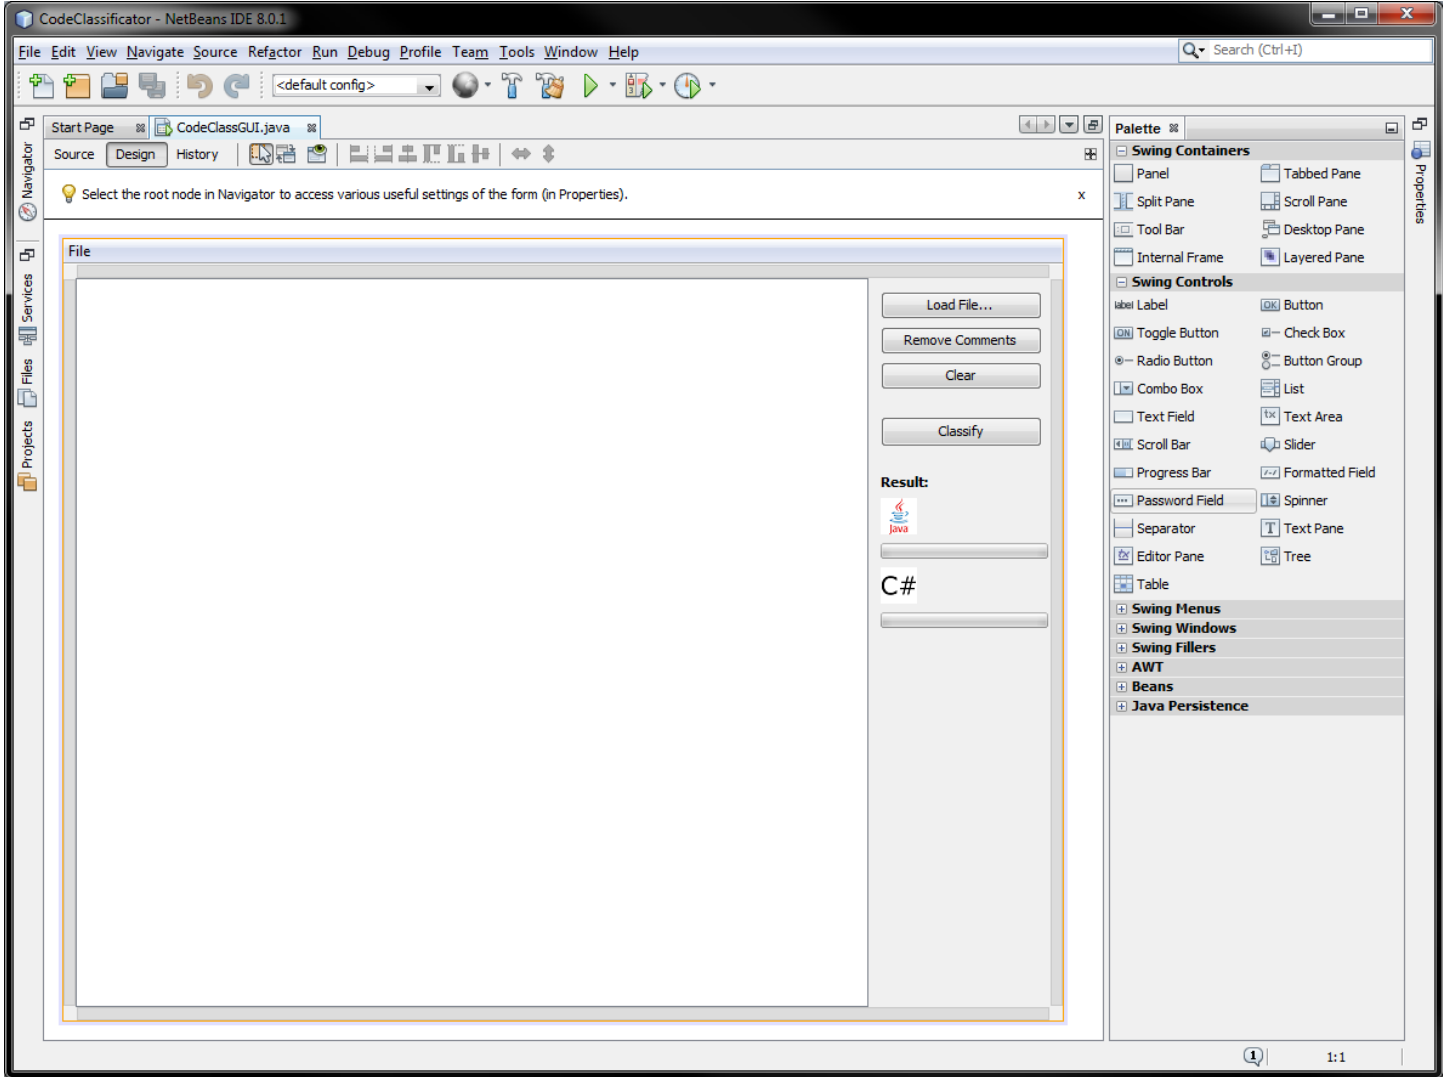 CodeClassificator - NetBeans IDE 8.0.1
File Edit View Navigate Source Refactor Run Debug Profile Team Tools Window Help
Search (Ctrl+I)
<default config>
Start Page
CodeClassGUI.java
Source Design History
Select the root node in Navigator to access various useful settings of the form (in Properties).
x
Navigator
Services
Files
Projects
File
Load File...
Remove Comments
Clear
Classify
Result:
Java
C#
Palette
Swing Containers
Panel
Tabbed Pane
Split Pane
Scroll Pane
Tool Bar
Desktop Pane
Internal Frame
Layered Pane
Swing Controls
label Label
OK Button
ON Toggle Button
Check Box
Radio Button
Button Group
Combo Box
List
Text Field
tx Text Area
Scroll Bar
Slider
Progress Bar
Formatted Field
Password Field
Spinner
Separator
T Text Pane
tx Editor Pane
Tree
Table
Swing Menus
Swing Windows
Swing Fillers
AWT
Beans
Java Persistence
Properties
1
1:1